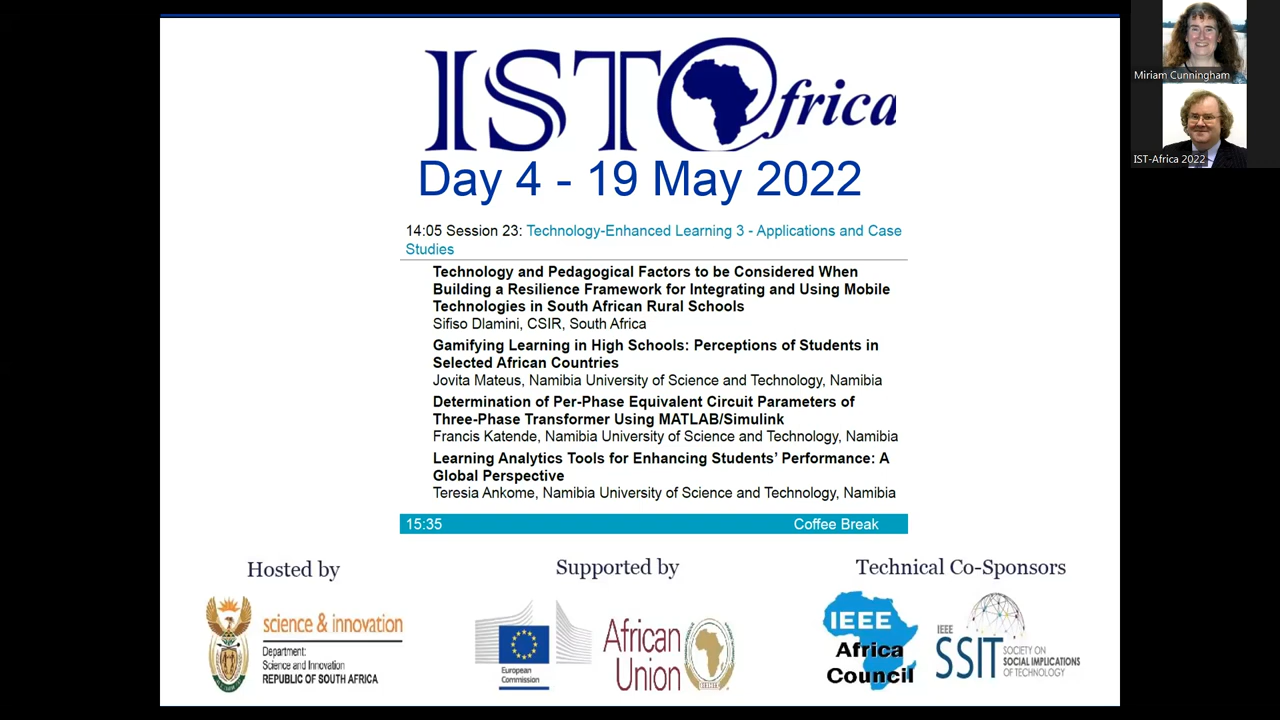 IST Africa
Day 4 - 19 May 2022
14:05 Session 23: Technology-Enhanced Learning 3 - Applications and Case
Studies
Technology and Pedagogical Factors to be Considered When
Building a Resilience Framework for Integrating and Using Mobile
Technologies in South African Rural Schools
Sifiso Dlamini, CSIR, South Africa
Gamifying Learning in High Schools: Perceptions of Students in
Selected African Countries
Jovita Mateus, Namibia University of Science and Technology, Namibia
Determination of Per-Phase Equivalent Circuit Parameters of
Three-Phase Transformer Using MATLAB/Simulink
Francis Katende, Namibia University of Science and Technology, Namibia
Learning Analytics Tools for Enhancing Students’ Performance: A
Global Perspective
Teresia Ankome, Namibia University of Science and Technology, Namibia
15:35 Coffee Break
Hosted by
science & innovation
Department:
Science and Innovation
REPUBLIC OF SOUTH AFRICA
Supported by
European
Commission
African
Union
Technical Co-Sponsors
IEEE
Africa
Council
IEEE
SSIT
SOCIETY ON
SOCIAL IMPLICATIONS
OF TECHNOLOGY
Miriam Cunningham
IST-Africa 2022